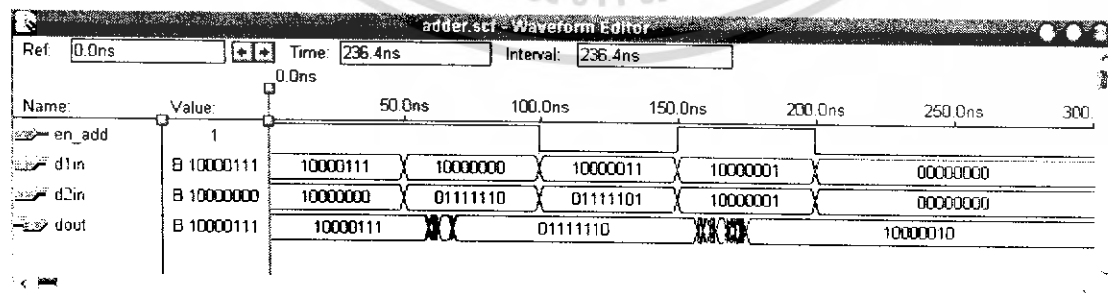 adder.scf - Waveform Editor
Ref: 0.0ns Time: 236.4ns Interval: 236.4ns
0.0ns
Name: Value: 50.0ns 100.0ns 150.0ns 200.0ns 250.0ns 300.
en_add 1
d1in B 10000111 10000111 10000000 10000011 10000001 00000000
d2in B 10000000 10000000 01111110 01111101 10000001 00000000
dout B 10000111 10000111 01111110 10000010